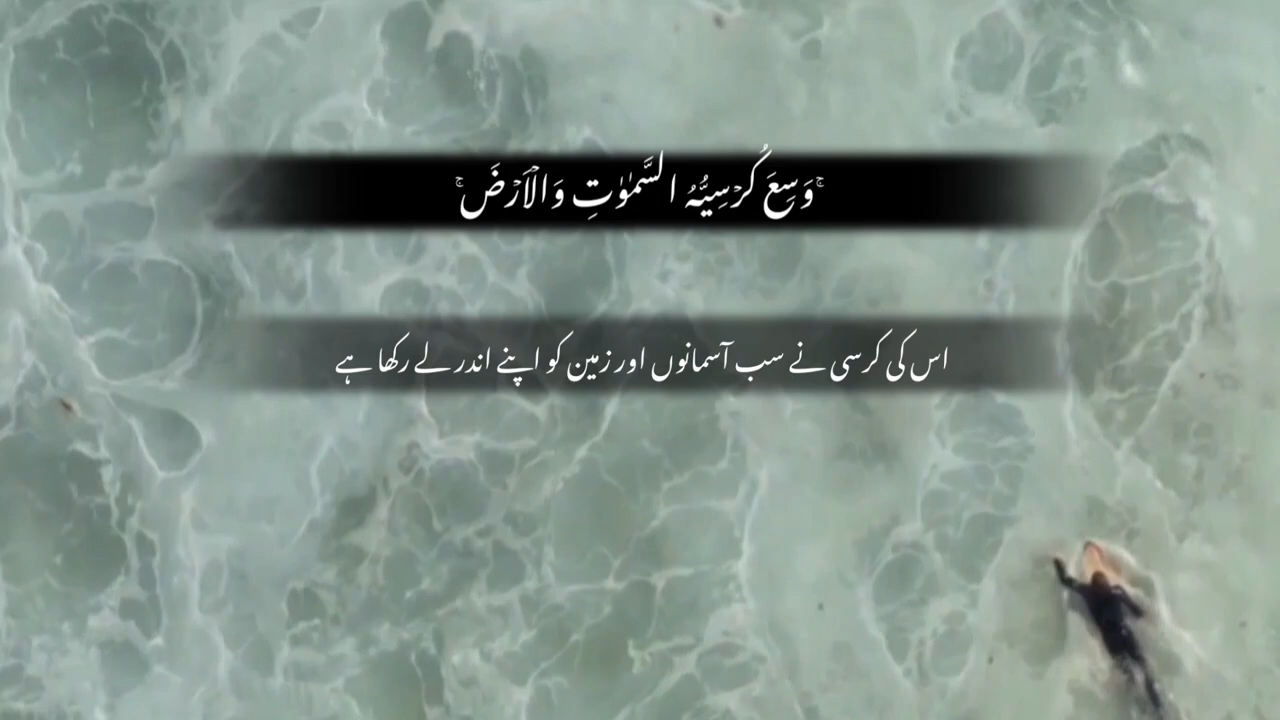 ۚوَسِعَ كُرۡسِيُّهُ السَّمٰوٰتِ وَالۡاَرۡضَ ۚ
اس کی کرسی نے سب آسمانوں اور زمین کو اپنے اندر لے رکھا ہے